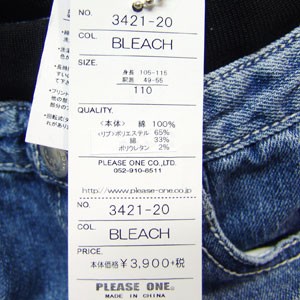 NO. 3421-20
COL. BLEACH
SIZE.
身長 105-115
胴囲 49-55
110
QUALITY.
〈本体〉 綿 100%
〈リブ〉ポリエステル 65%
綿 33%
ポリウレタン 2%
PLEASE ONE CO.,LTD.
052-910-6511
http://www.please-one.co.jp
NO. 3421-20
COL. BLEACH
PRICE.
本体価格 ¥3,900+税
PLEASE ONE.
MADE IN CHINA